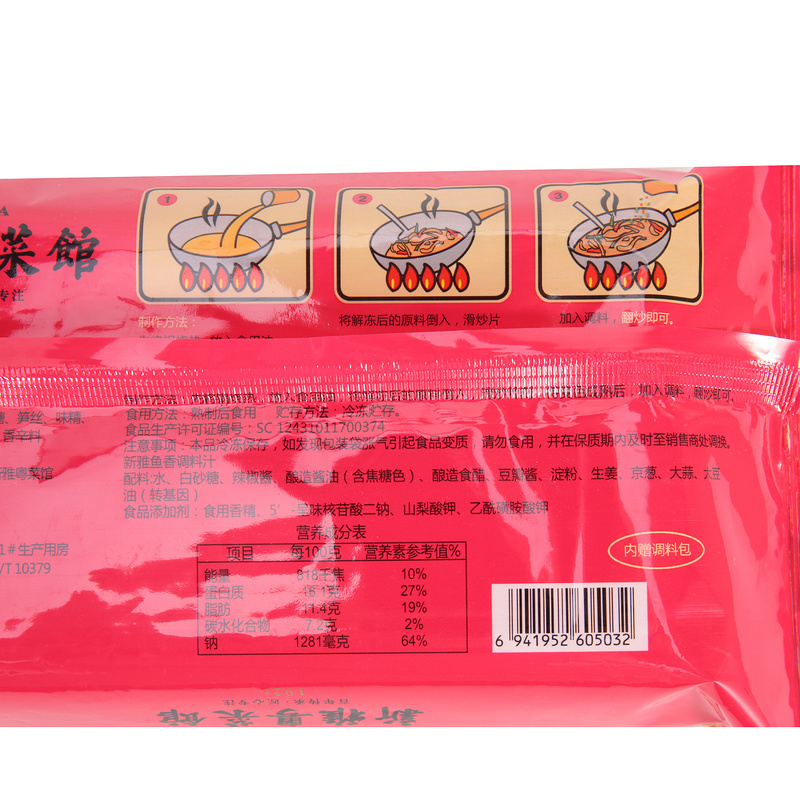 菜館
专注
1
2
3
制作方法：
将解冻后的原料倒入，滑炒片
加入调料，翻炒即可。
食用方法：熟制后食用 贮存方法：冷冻贮存。
食品生产许可证编号：SC 12431011700374
注意事项：本品冷冻保存，如发现包装袋涨气引起食品变质，请勿食用，并在保质期内及时至销售商处调换。
新雅鱼香调料汁
配料:水、白砂糖、辣椒酱、酿造酱油（含焦糖色）、酿造食醋、豆瓣酱、淀粉、生姜、京葱、大蒜、大豆
油（转基因）
食品添加剂：食用香精、5'-呈味核苷酸二钠、山梨酸钾、乙酰磺胺酸钾
糖、笋丝、味精、
香辛料
新雅粤菜馆
1#生产用房
/T 10379
营养成分表
项目 每100克 营养素参考值%
能量 818千焦 10%
蛋白质 16.1克 27%
脂肪 11.4克 19%
碳水化合物 7.2克 2%
钠 1281毫克 64%
内赠调料包
6 941952 605032
新雅粤菜館